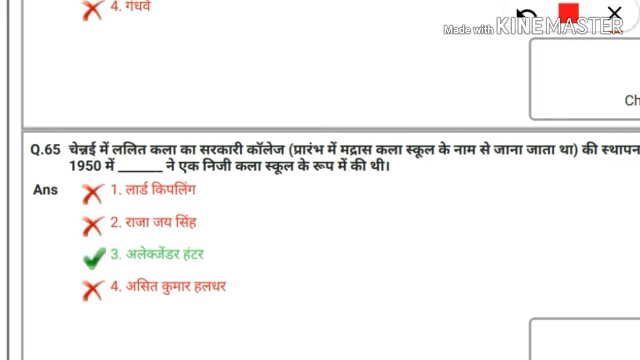 4. गंधर्व
Made with KINEMASTER
Ch
Q.65 चेन्नई में ललित कला का सरकारी कॉलेज (प्रारंभ में मद्रास कला स्कूल के नाम से जाना जाता था) की स्थापन
1950 में ______ ने एक निजी कला स्कूल के रूप में की थी।
Ans 1. लार्ड किपलिंग
2. राजा जय सिंह
3. अलेक्जेंडर हंटर
4. असित कुमार हलधर